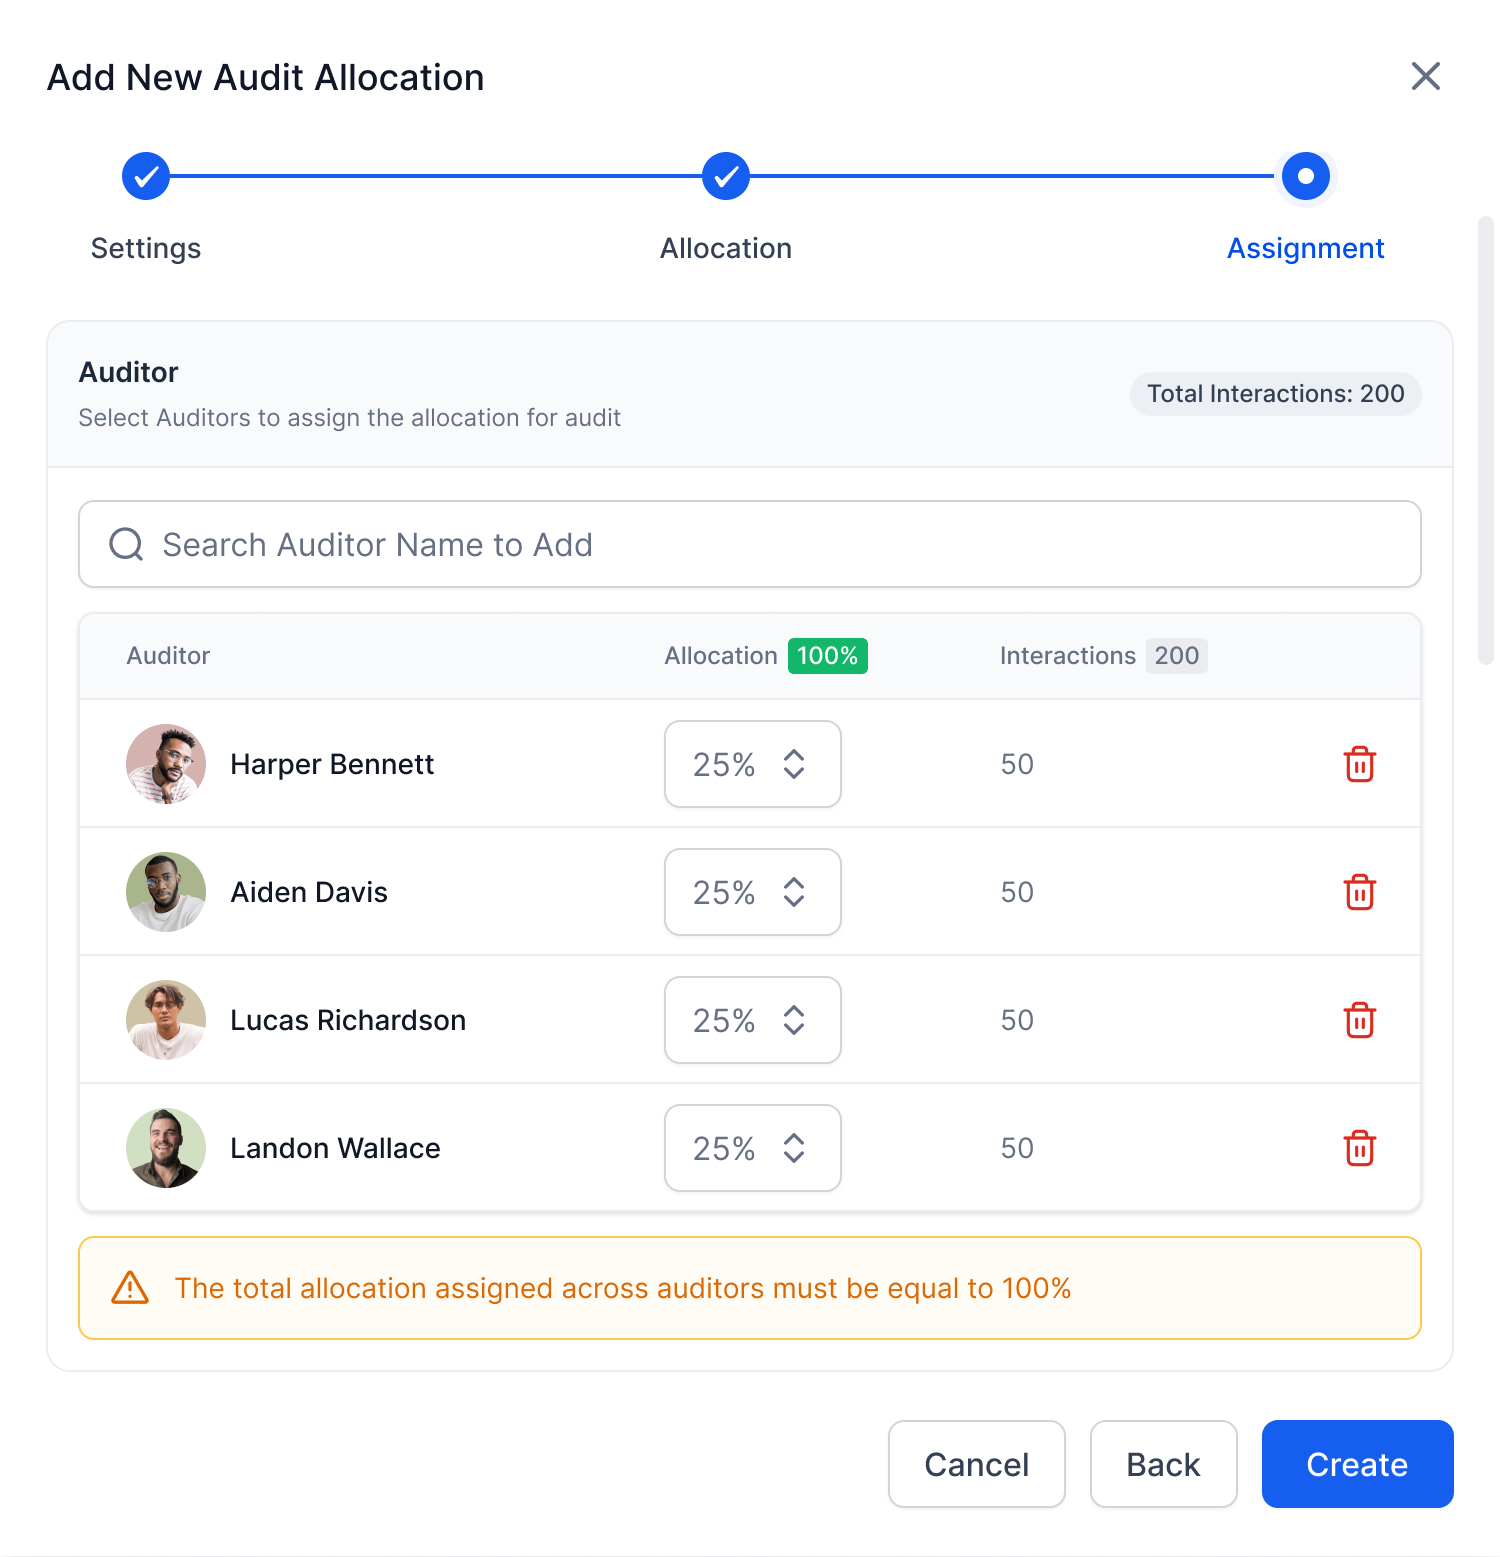 Add New Audit Allocation
Settings
Allocation
Assignment
Auditor
Select Auditors to assign the allocation for audit
Total Interactions: 200
Search Auditor Name to Add
Auditor
Allocation 100%
Interactions 200
Harper Bennett
25%
50
Aiden Davis
25%
50
Lucas Richardson
25%
50
Landon Wallace
25%
50
The total allocation assigned across auditors must be equal to 100%
Cancel
Back
Create